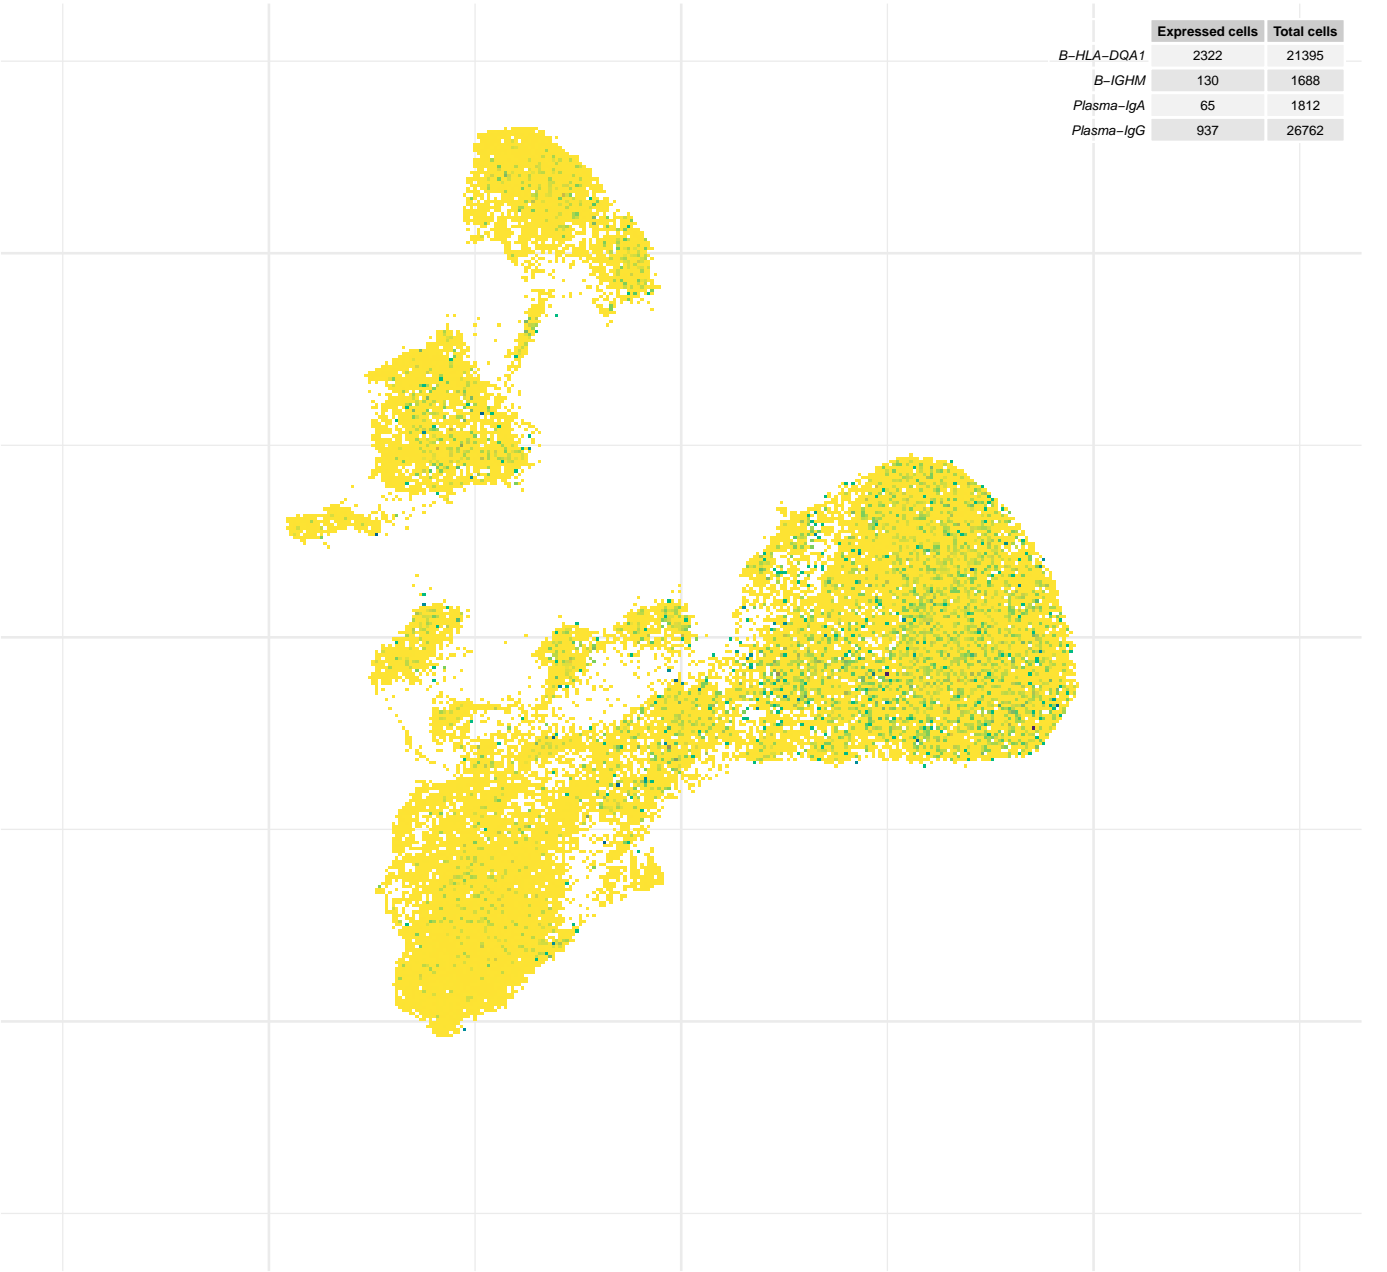 Expressed cells Total cells
B−HLA−DQA1 2322 21395
B−IGHM 130 1688
Plasma−IgA 65 1812
Plasma−IgG 937 26762